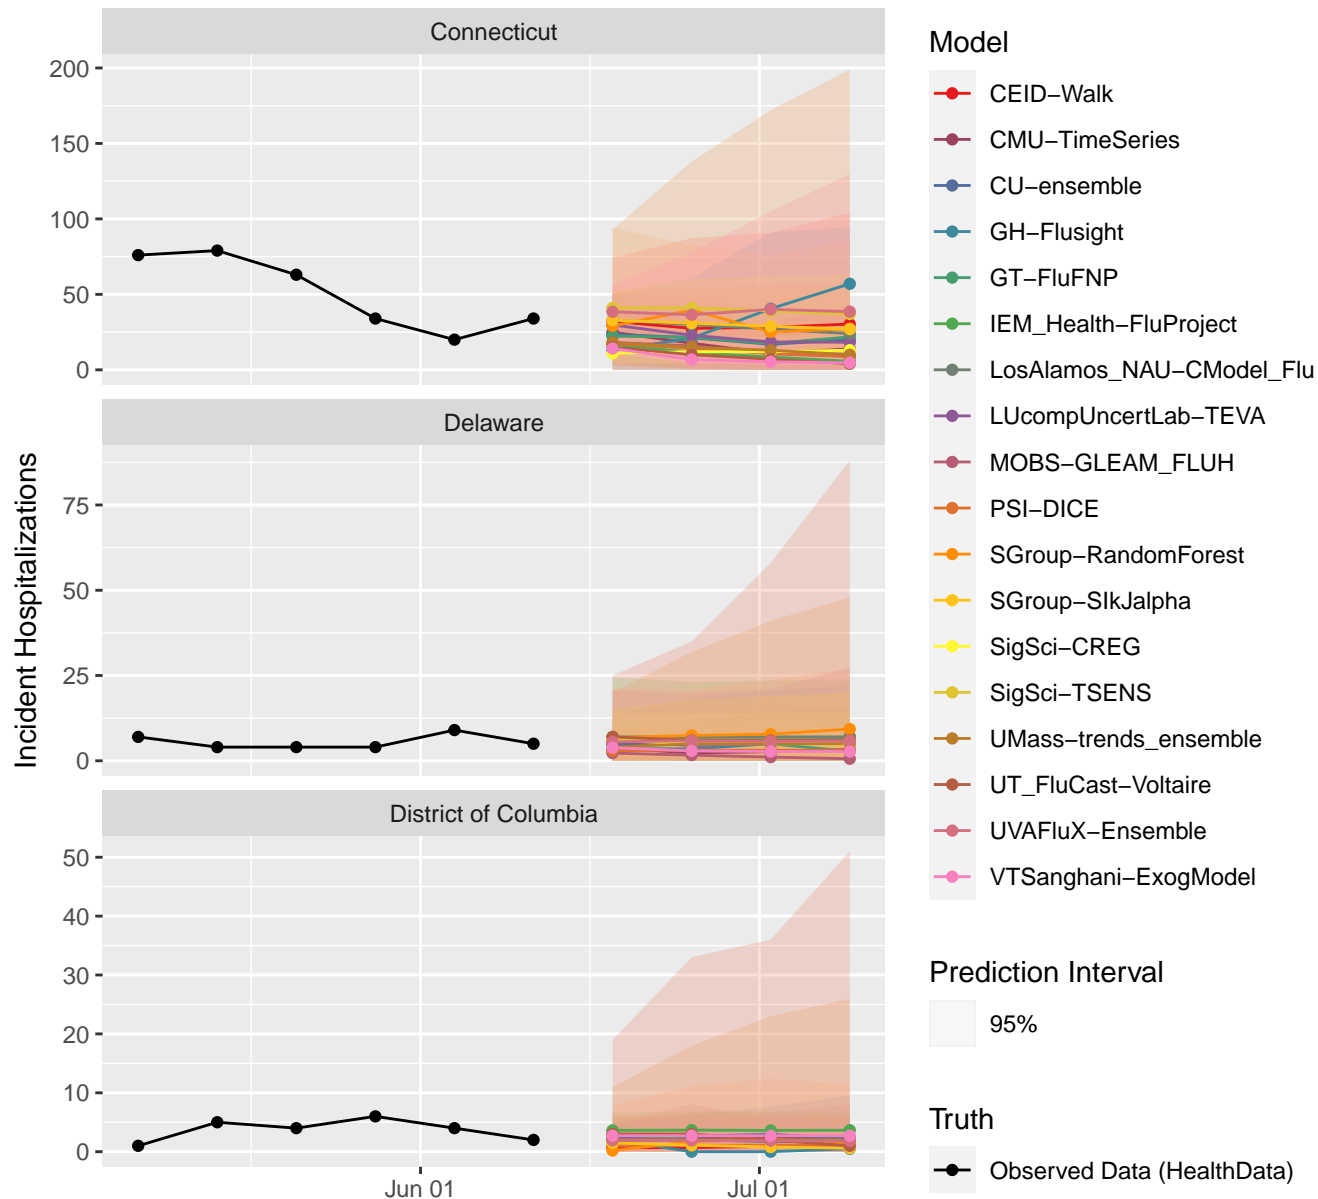 Connecticut
200
150
100
50
0
Delaware
75
50
25
0
District of Columbia
50
40
30
20
10
0
Jun 01
Jul 01
Incident Hospitalizations
Model
CEID−Walk
CMU−TimeSeries
CU−ensemble
GH−Flusight
GT−FluFNP
IEM_Health−FluProject
LosAlamos_NAU−CModel_Flu
LUcompUncertLab−TEVA
MOBS−GLEAM_FLUH
PSI−DICE
SGroup−RandomForest
SGroup−SIkJalpha
SigSci−CREG
SigSci−TSENS
UMass−trends_ensemble
UT_FluCast−Voltaire
UVAFluX−Ensemble
VTSanghani−ExogModel
Prediction Interval
95%
Truth
Observed Data (HealthData)